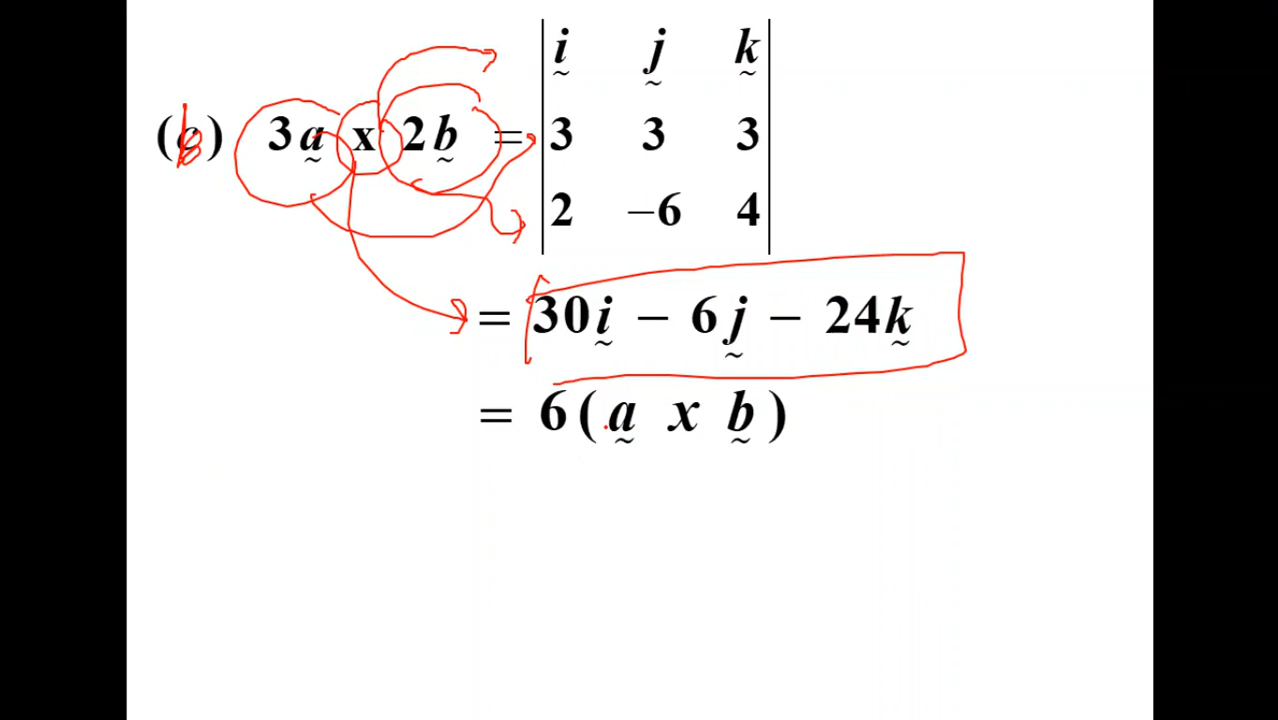 i j k
(b) 3a x 2b = 3 3 3
2 −6 4
= 30i − 6j − 24k
= 6(a x b)